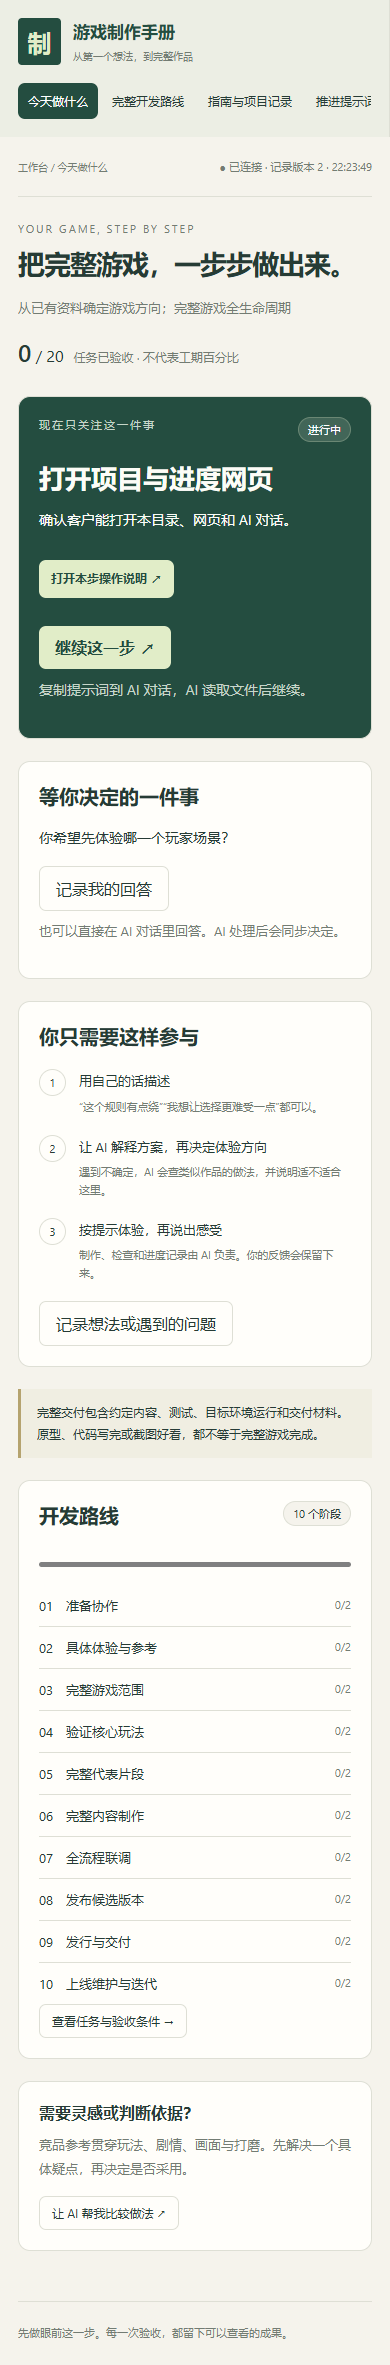 制
游戏制作手册
从第一个想法，到完整作品
今天做什么 完整开发路线 指南与项目记录 推进提示
工作台 / 今天做什么
● 已连接 · 记录版本 2 · 22:23:49
YOUR GAME, STEP BY STEP
把完整游戏，一步步做出来。
从已有资料确定游戏方向；完整游戏全生命周期
0 / 20 任务已验收 · 不代表工期百分比
现在只关注这一件事
进行中
打开项目与进度网页
确认客户能打开本目录、网页和 AI 对话。
打开本步操作说明 ↗
继续这一步 ↗
复制提示词到 AI 对话，AI 读取文件后继续。
等你决定的一件事
你希望先体验哪一个玩家场景？
记录我的回答
也可以直接在 AI 对话里回答。AI 处理后会同步决定。
你只需要这样参与
1 用自己的话描述
“这个规则有点绕”“我想让选择更难受一点”都可以。
2 让 AI 解释方案，再决定体验方向
遇到不确定，AI 会查类似作品的做法，并说明适不适合
这里。
3 按提示体验，再说出感受
制作、检查和进度记录由 AI 负责。你的反馈会保留下
来。
记录想法或遇到的问题
完整交付包含约定内容、测试、目标环境运行和交付材料。
原型、代码写完或截图好看，都不等于完整游戏完成。
开发路线
10 个阶段
01 准备协作 0/2
02 具体体验与参考 0/2
03 完整游戏范围 0/2
04 验证核心玩法 0/2
05 完整代表片段 0/2
06 完整内容制作 0/2
07 全流程联调 0/2
08 发布候选版本 0/2
09 发行与交付 0/2
10 上线维护与迭代 0/2
查看任务与验收条件 →
需要灵感或判断依据？
竞品参考贯穿玩法、剧情、画面与打磨。先解决一个具
体疑点，再决定是否采用。
让 AI 帮我比较做法 ↗
先做眼前这一步。每一次验收，都留下可以查看的成果。